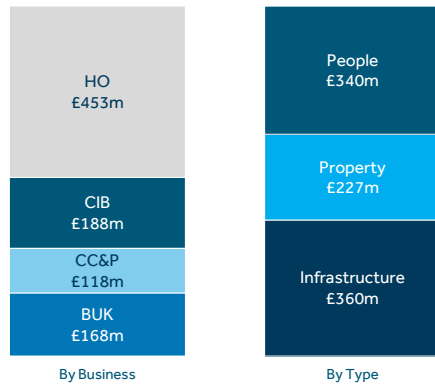 HO
£453m
CIB
£188m
CC&P
£118m
BUK
£168m
By Business
People
£340m
Property
£227m
Infrastructure
£360m
By Type